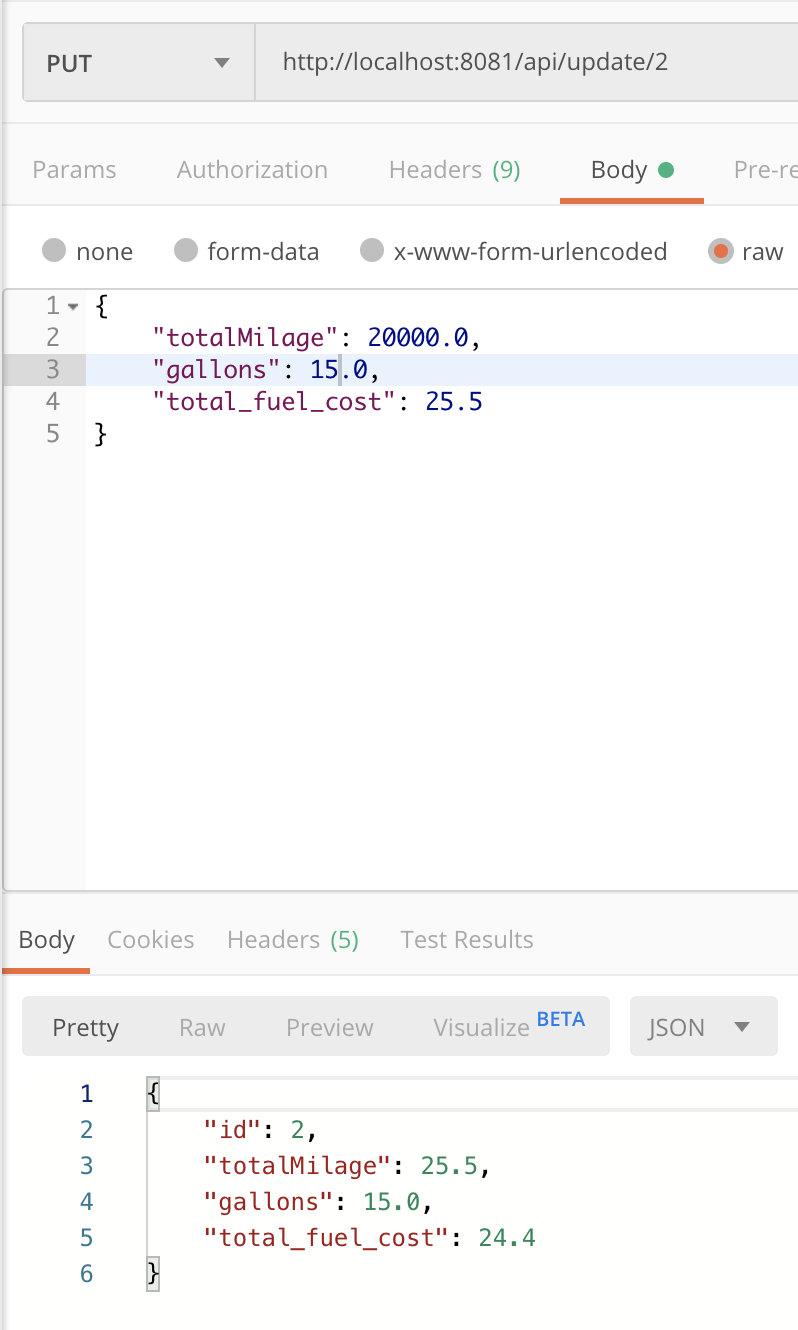 PUT http://localhost:8081/api/update/2
Params Authorization Headers (9) Body Pre-re
none form-data x-www-form-urlencoded raw
1 {
2 "totalMilage": 20000.0,
3 "gallons": 15.0,
4 "total_fuel_cost": 25.5
5 }
Body Cookies Headers (5) Test Results
Pretty Raw Preview Visualize BETA JSON
1 {
2 "id": 2,
3 "totalMilage": 25.5,
4 "gallons": 15.0,
5 "total_fuel_cost": 24.4
6 }